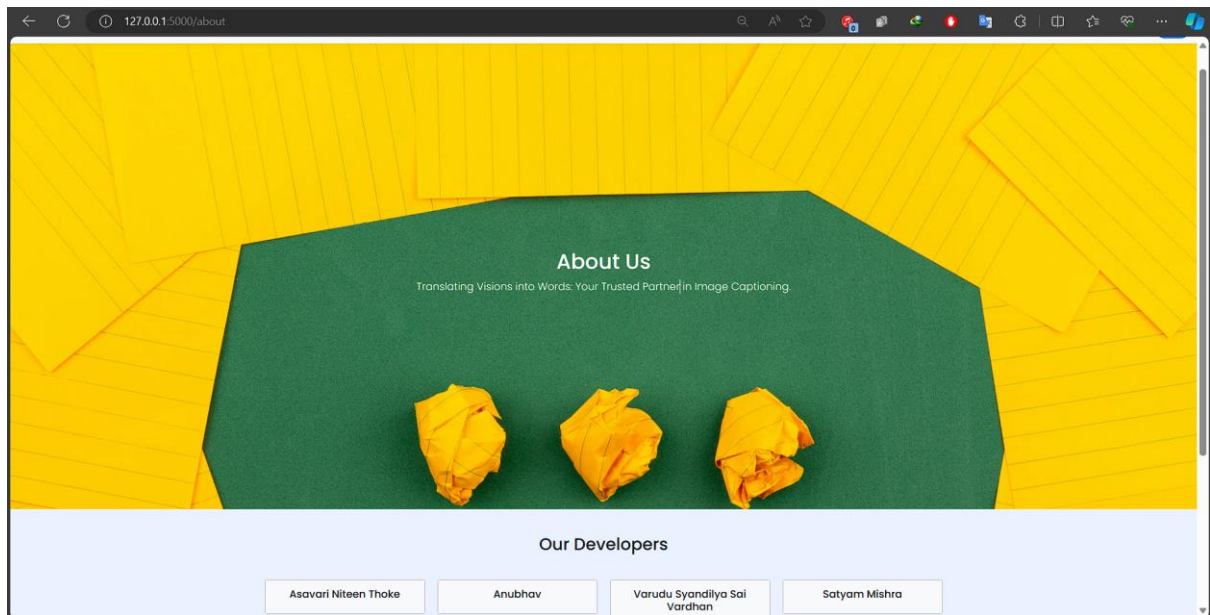 127.0.0.1:5000/about
About Us
Translating Visions into Words: Your Trusted Partner in Image Captioning.
Our Developers
Asavari Niteen Thoke
Anubhav
Varudu Syandilya Sai
Vardhan
Satyam Mishra